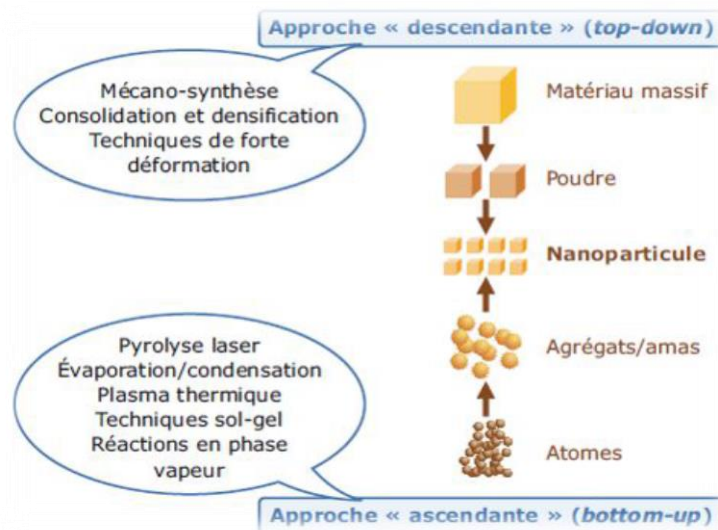 Approche « descendante » (top-down)
Mécano-synthèse
Consolidation et densification
Techniques de forte
déformation
Matériau massif
Poudre
Nanoparticule
Agrégats/amas
Atomes
Pyrolyse laser
Évaporation/condensation
Plasma thermique
Techniques sol-gel
Réactions en phase
vapeur
Approche « ascendante » (bottom-up)